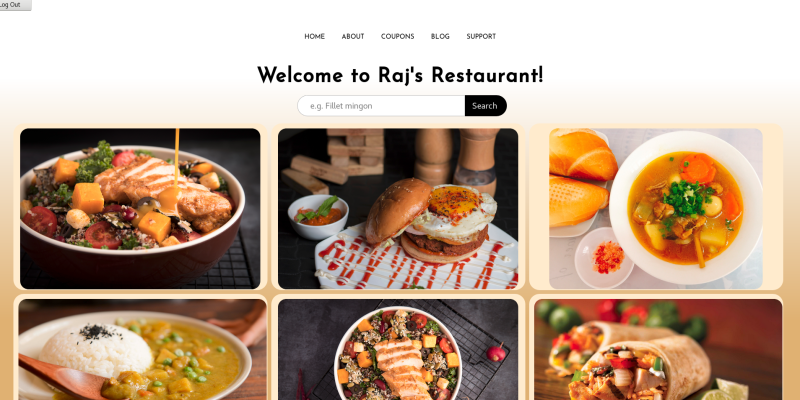 Log Out
HOME ABOUT COUPONS BLOG SUPPORT
Welcome to Raj's Restaurant!
e.g. Fillet mingon Search